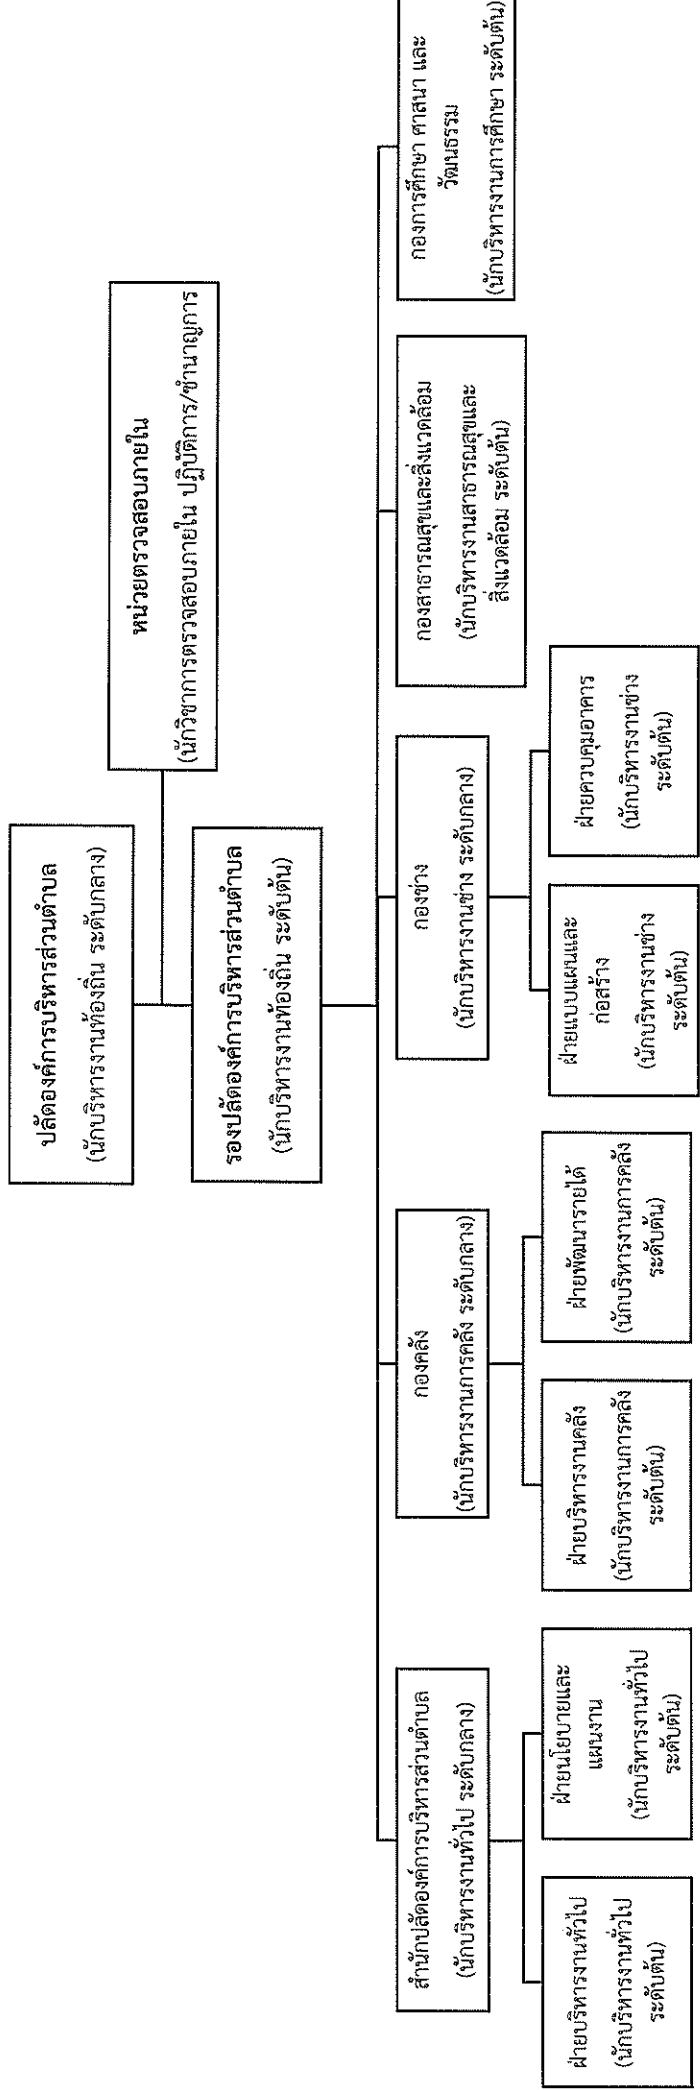 ปลัดองค์การบริหารส่วนตำบล
(นักบริหารงานท้องถิ่น ระดับกลาง)
หน่วยตรวจสอบภายใน
(นักวิชาการตรวจสอบภายใน ปฏิบัติการ/ชำนาญการ
รองปลัดองค์การบริหารส่วนตำบล
(นักบริหารงานท้องถิ่น ระดับต้น)
สำนักปลัดองค์การบริหารส่วนตำบล
(นักบริหารงานทั่วไป ระดับกลาง)
กองคลัง
(นักบริหารงานการคลัง ระดับกลาง)
กองช่าง
(นักบริหารงานช่าง ระดับกลาง)
กองสาธารณสุขและสิ่งแวดล้อม
(นักบริหารงานสาธารณสุขและ
สิ่งแวดล้อม ระดับต้น)
กองการศึกษา ศาสนา และ
วัฒนธรรม
(นักบริหารงานการศึกษา ระดับต้น)
ฝ่ายบริหารงานทั่วไป
(นักบริหารงานทั่วไป
ระดับต้น)
ฝ่ายนโยบายและ
แผนงาน
(นักบริหารงานทั่วไป
ระดับต้น)
ฝ่ายบริหารงานคลัง
(นักบริหารงานการคลัง
ระดับต้น)
ฝ่ายพัฒนารายได้
(นักบริหารงานการคลัง
ระดับต้น)
ฝ่ายแบบแผนและ
ก่อสร้าง
(นักบริหารงานช่าง
ระดับต้น)
ฝ่ายควบคุมอาคาร
(นักบริหารงานช่าง
ระดับต้น)